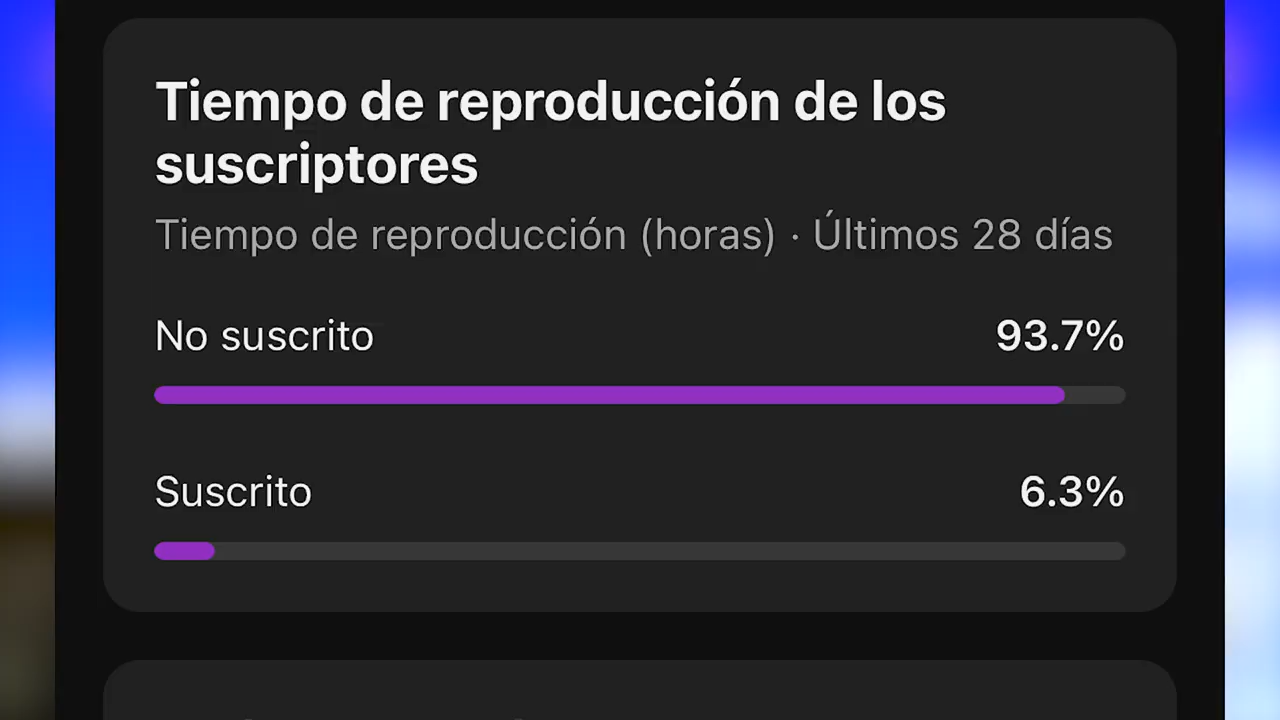 Tiempo de reproducción de los
suscriptores
Tiempo de reproducción (horas) · Últimos 28 días
No suscrito 93.7%
Suscrito 6.3%